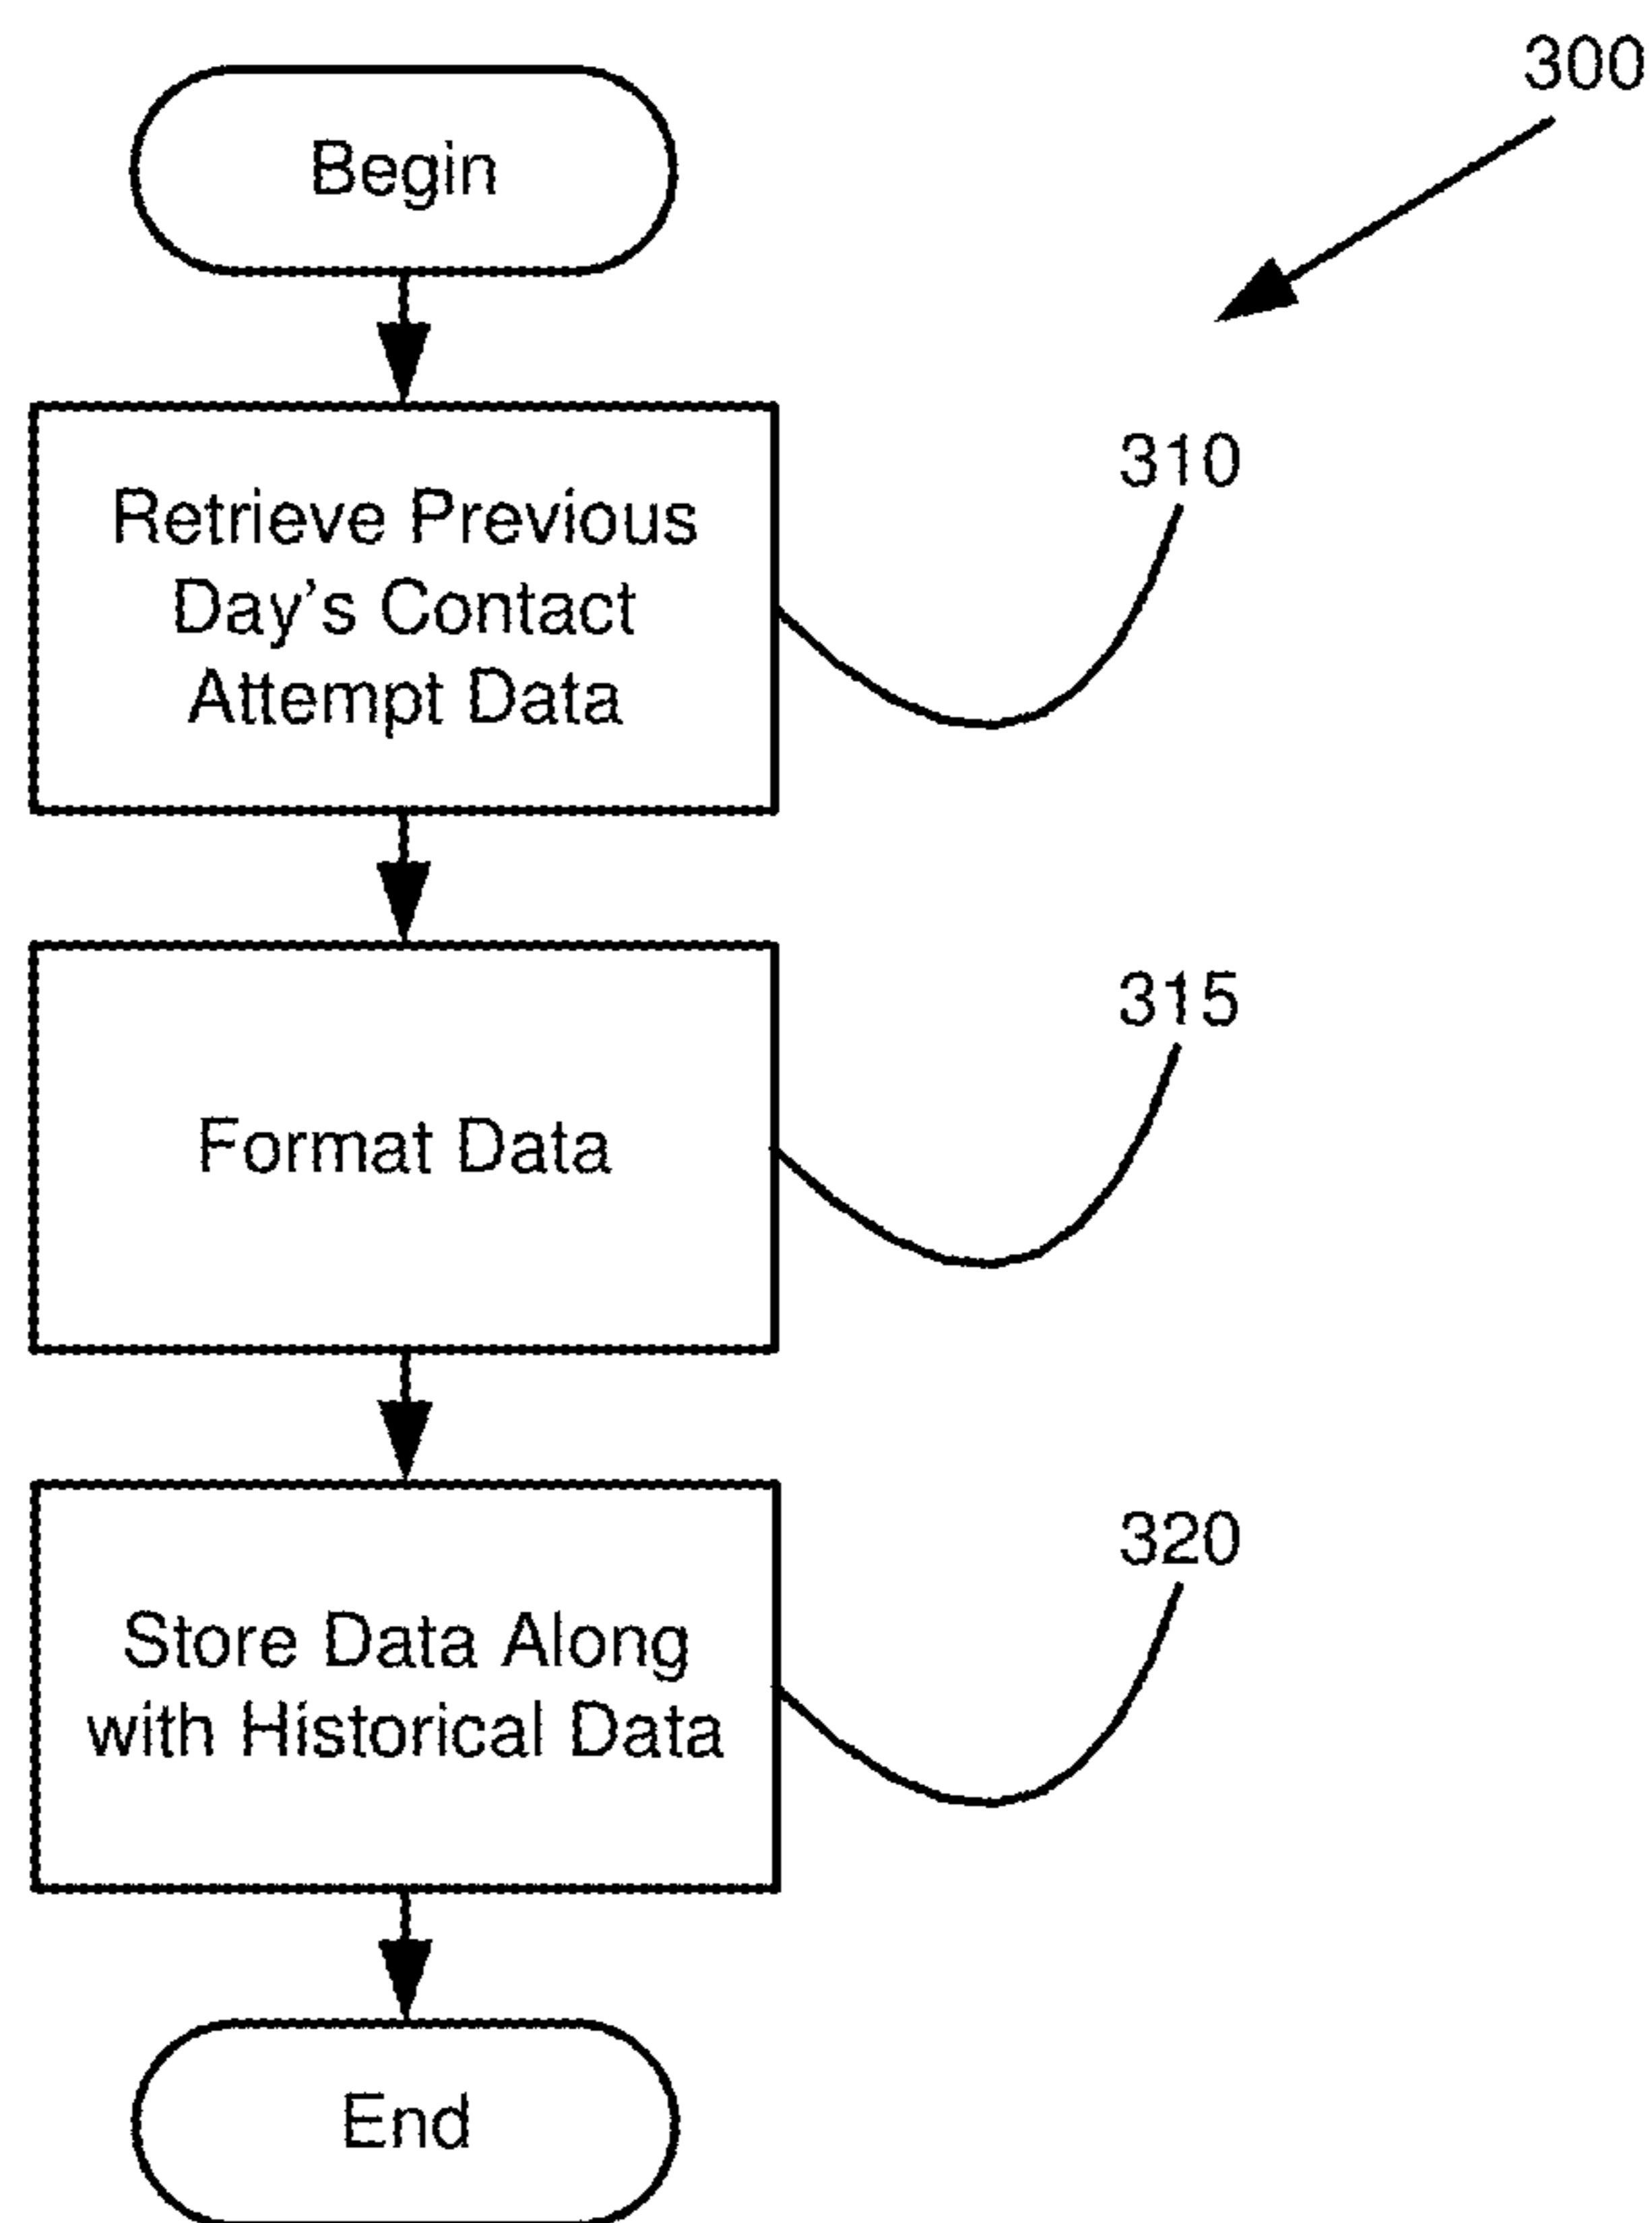 300
Begin
310
Retrieve Previous
Day's Contact
Attempt Data
315
Format Data
320
Store Data Along
with Historical Data
End